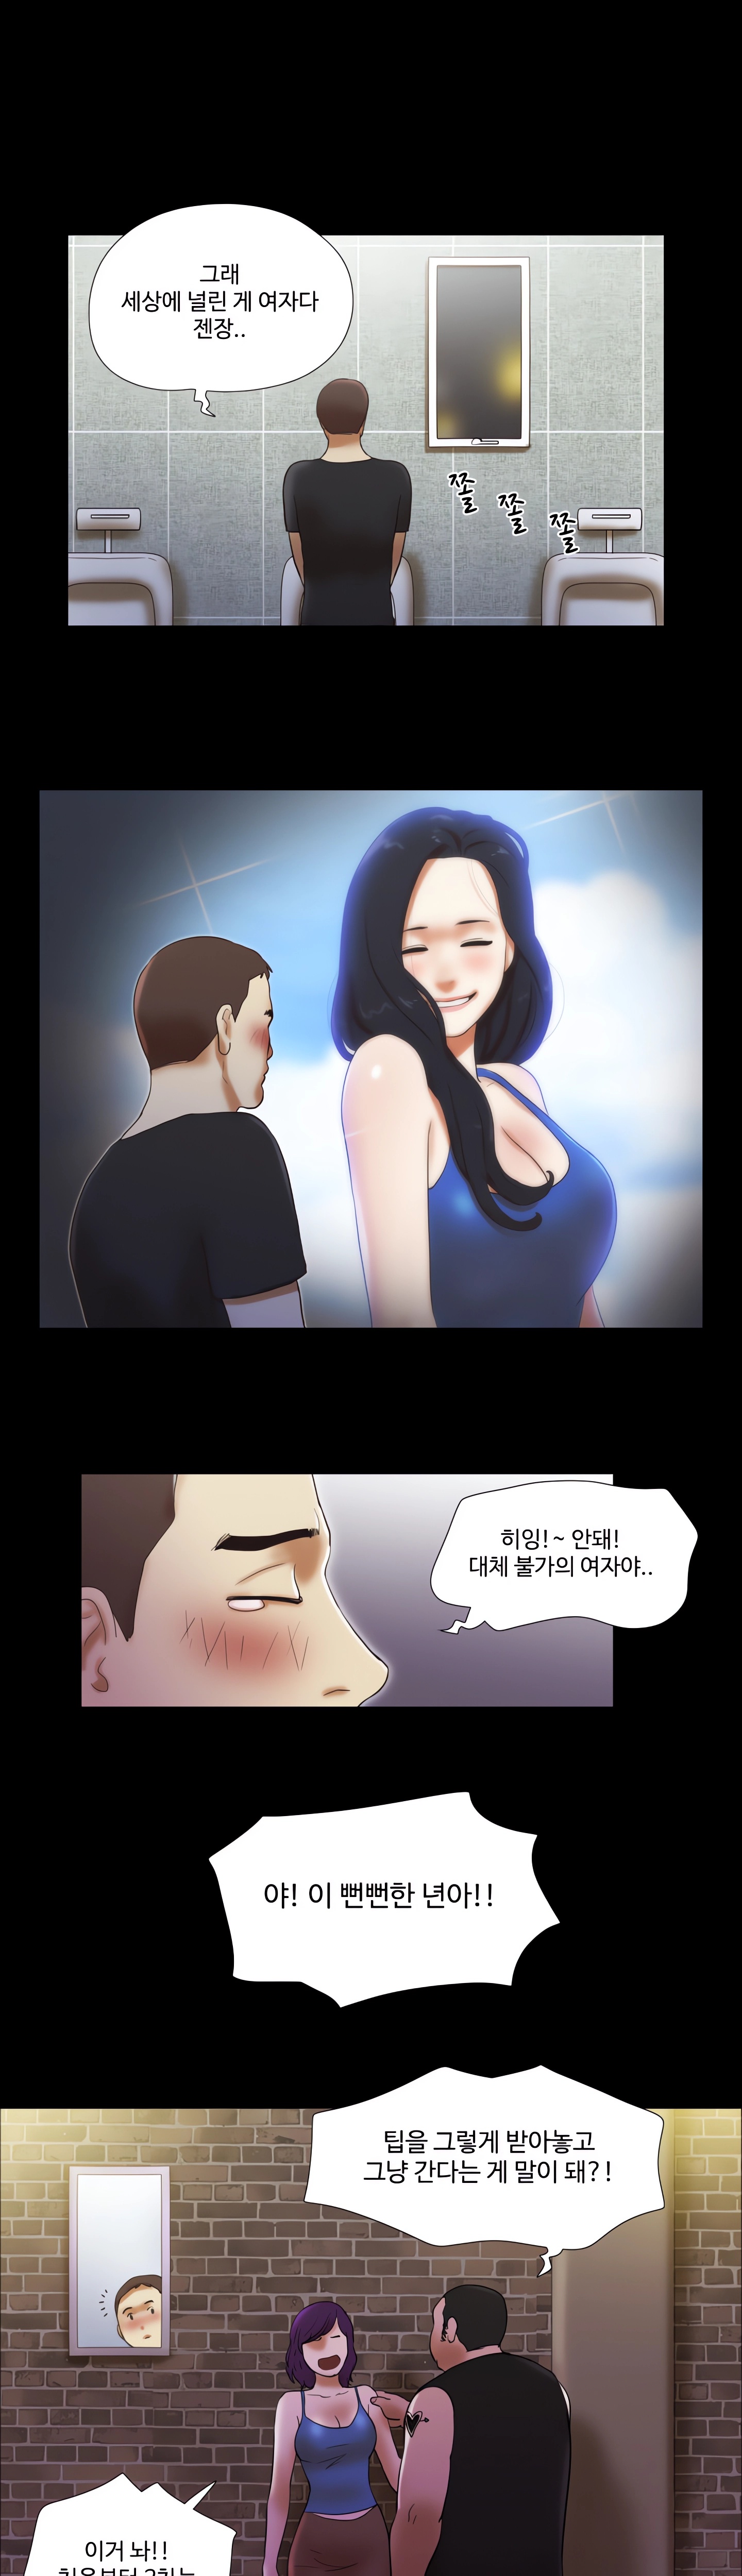 그래
세상에 널린 게 여자다
젠장..
쫄
쫄
쫄
히잉!~ 안돼!
대체 불가의 여자야..
야! 이 뻔뻔한 년아!!
팁을 그렇게 받아놓고
그냥 간다는 게 말이 돼?!
이거 놔!!